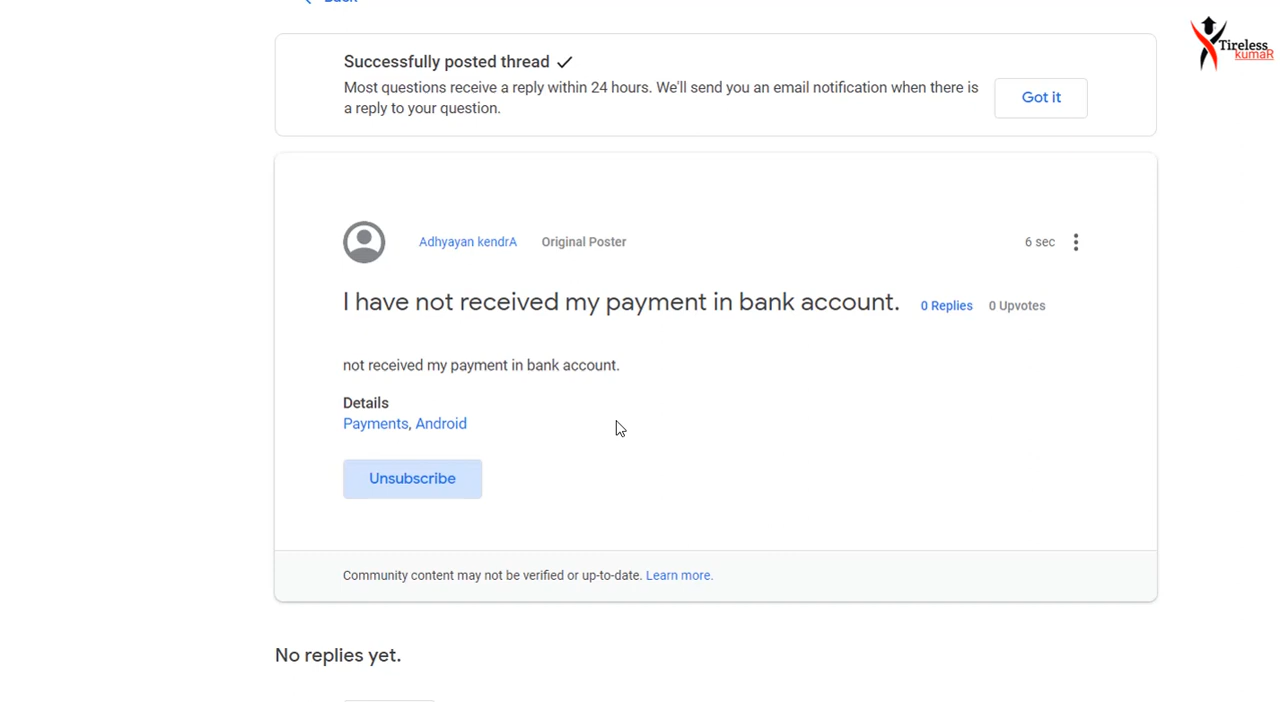 Back
Tireless
kumaR
Successfully posted thread
Most questions receive a reply within 24 hours. We'll send you an email notification when there is
a reply to your question.
Got it
Adhyayan kendrA Original Poster 6 sec
I have not received my payment in bank account. 0 Replies 0 Upvotes
not received my payment in bank account.
Details
Payments, Android
Unsubscribe
Community content may not be verified or up-to-date. Learn more.
No replies yet.